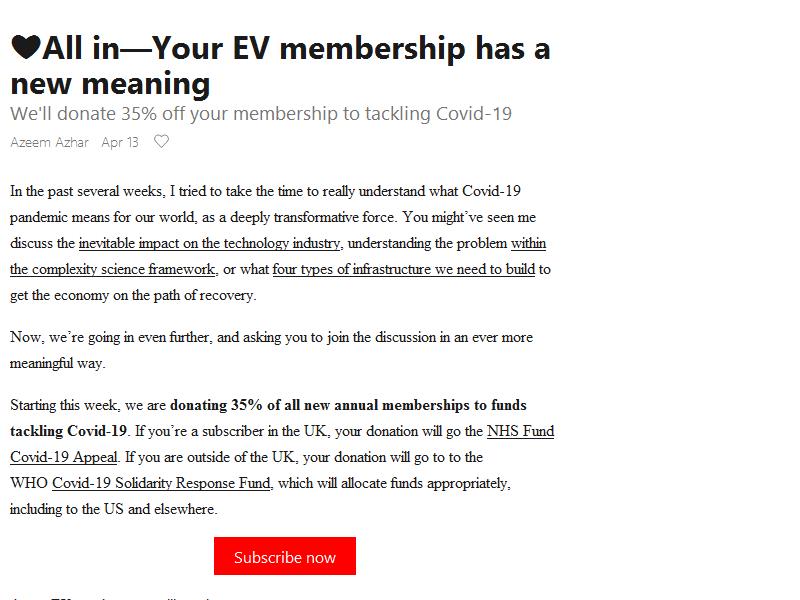 🖤All in—Your EV membership has a
new meaning
We'll donate 35% off your membership to tackling Covid-19
Azeem Azhar Apr 13
In the past several weeks, I tried to take the time to really understand what Covid-19
pandemic means for our world, as a deeply transformative force. You might’ve seen me
discuss the inevitable impact on the technology industry, understanding the problem within
the complexity science framework, or what four types of infrastructure we need to build to
get the economy on the path of recovery.
Now, we’re going in even further, and asking you to join the discussion in an ever more
meaningful way.
Starting this week, we are donating 35% of all new annual memberships to funds
tackling Covid-19. If you’re a subscriber in the UK, your donation will go the NHS Fund
Covid-19 Appeal. If you are outside of the UK, your donation will go to to the
WHO Covid-19 Solidarity Response Fund, which will allocate funds appropriately,
including to the US and elsewhere.
Subscribe now